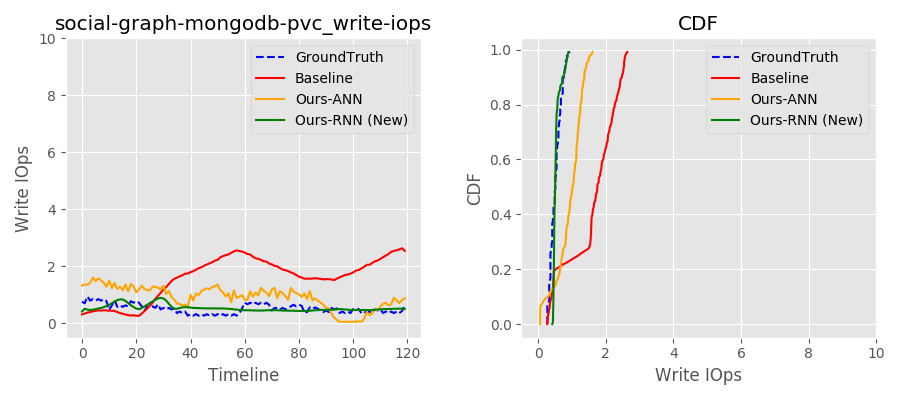 social-graph-mongodb-pvc_write-iops
Write IOps
10
8
6
4
2
0
0
20
40
60
80
100
120
Timeline
GroundTruth
Baseline
Ours-ANN
Ours-RNN (New)
CDF
CDF
1.0
0.8
0.6
0.4
0.2
0.0
0
2
4
6
8
10
Write IOps
GroundTruth
Baseline
Ours-ANN
Ours-RNN (New)